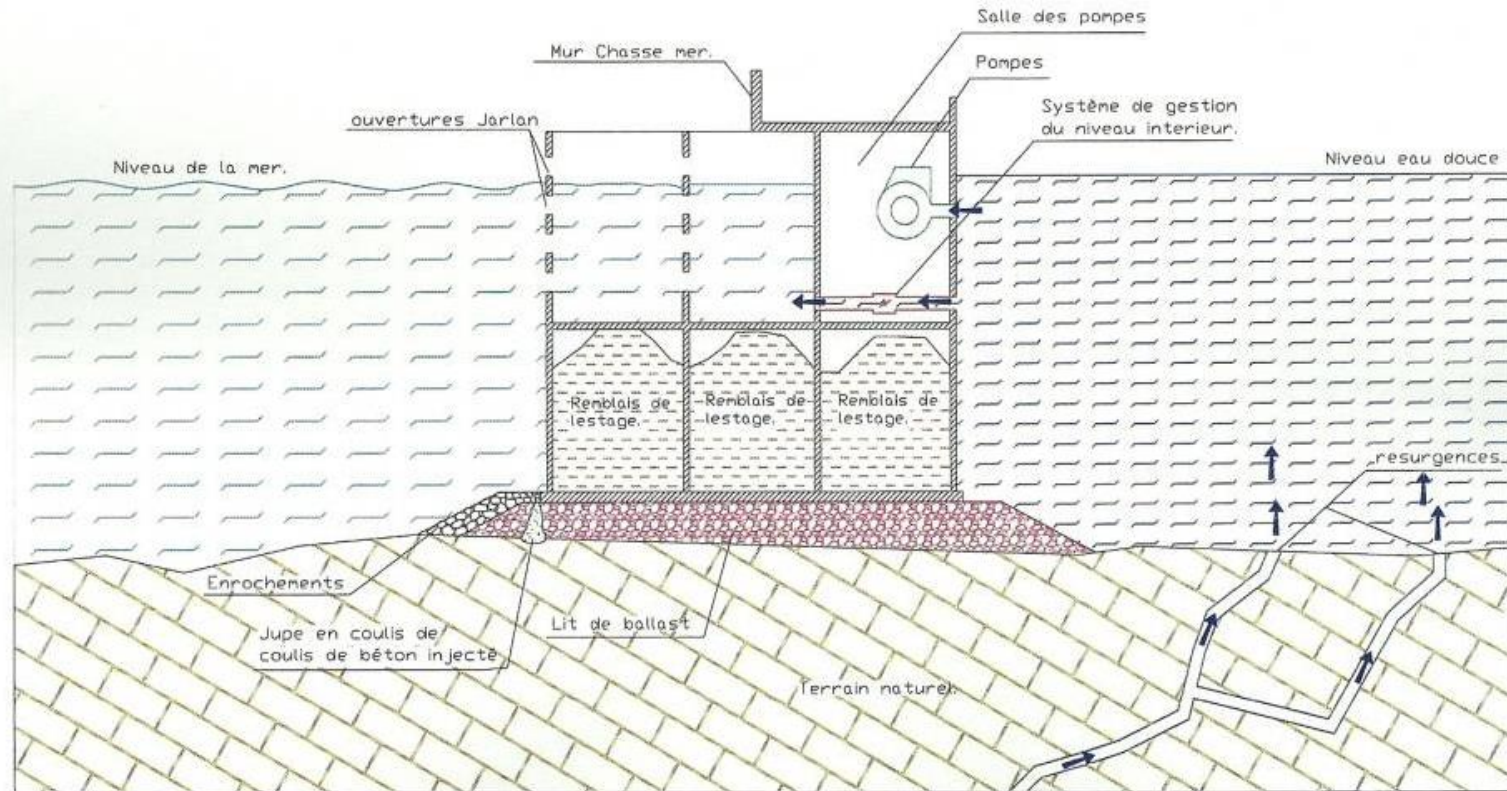 Salle des pompes
Mur Chasse mer.
Pompes
Système de gestion
du niveau interieur.
ouvertures Jarlan
Niveau de la mer.
Niveau eau douce
Remblais de
lestage.
Remblais de
lestage.
Remblais de
lestage.
resurgences
Enrochements
Jupe en coulis de
coulis de béton injecté
Lit de ballast
Terrain naturel.